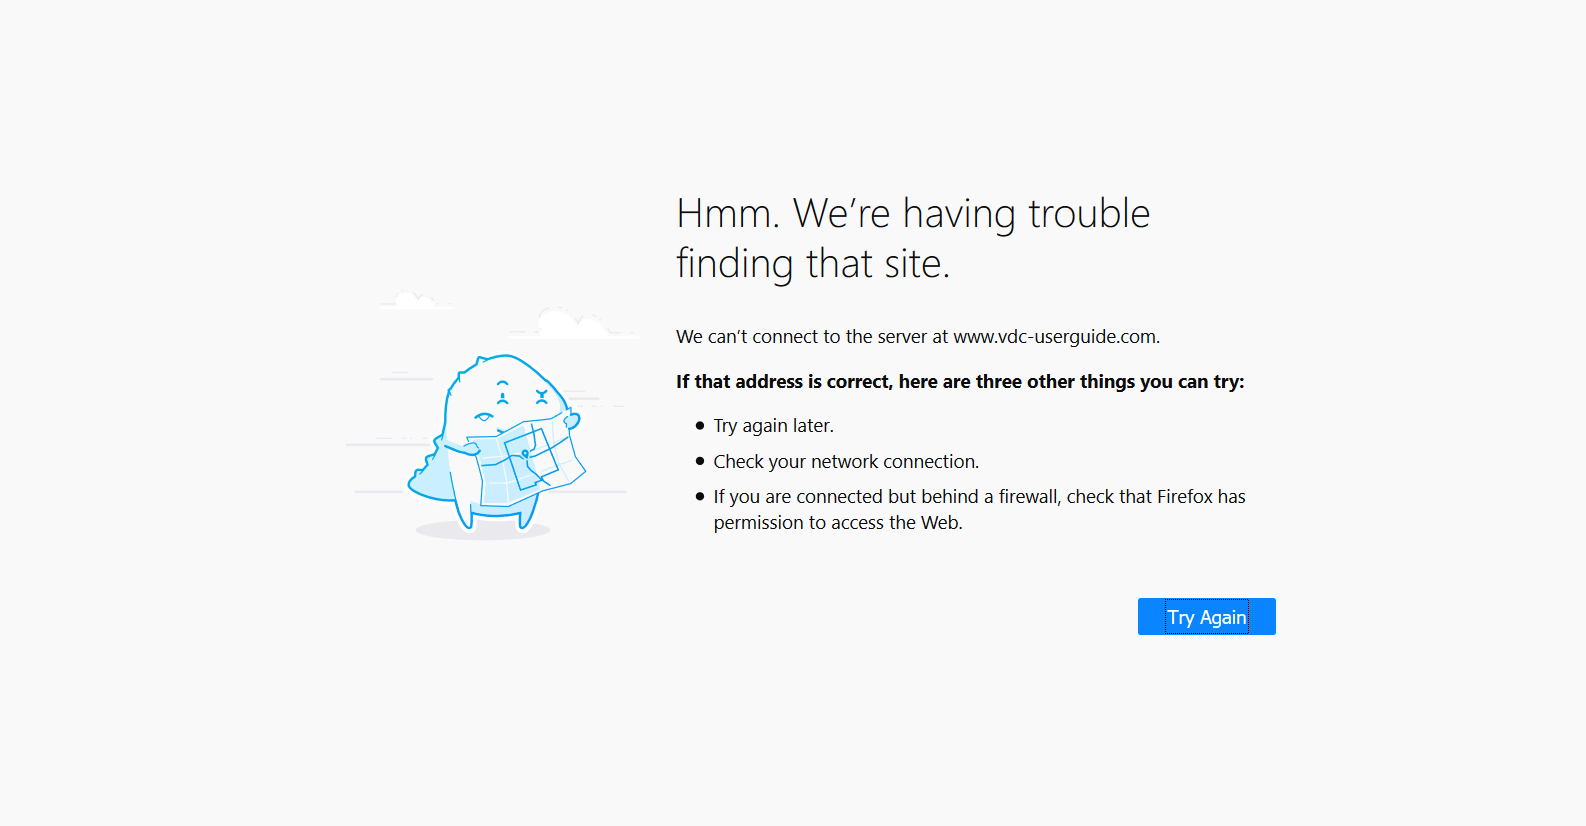 Hmm. We’re having trouble
finding that site.
We can’t connect to the server at www.vdc-userguide.com.
If that address is correct, here are three other things you can try:
● Try again later.
● Check your network connection.
● If you are connected but behind a firewall, check that Firefox has
permission to access the Web.
Try Again